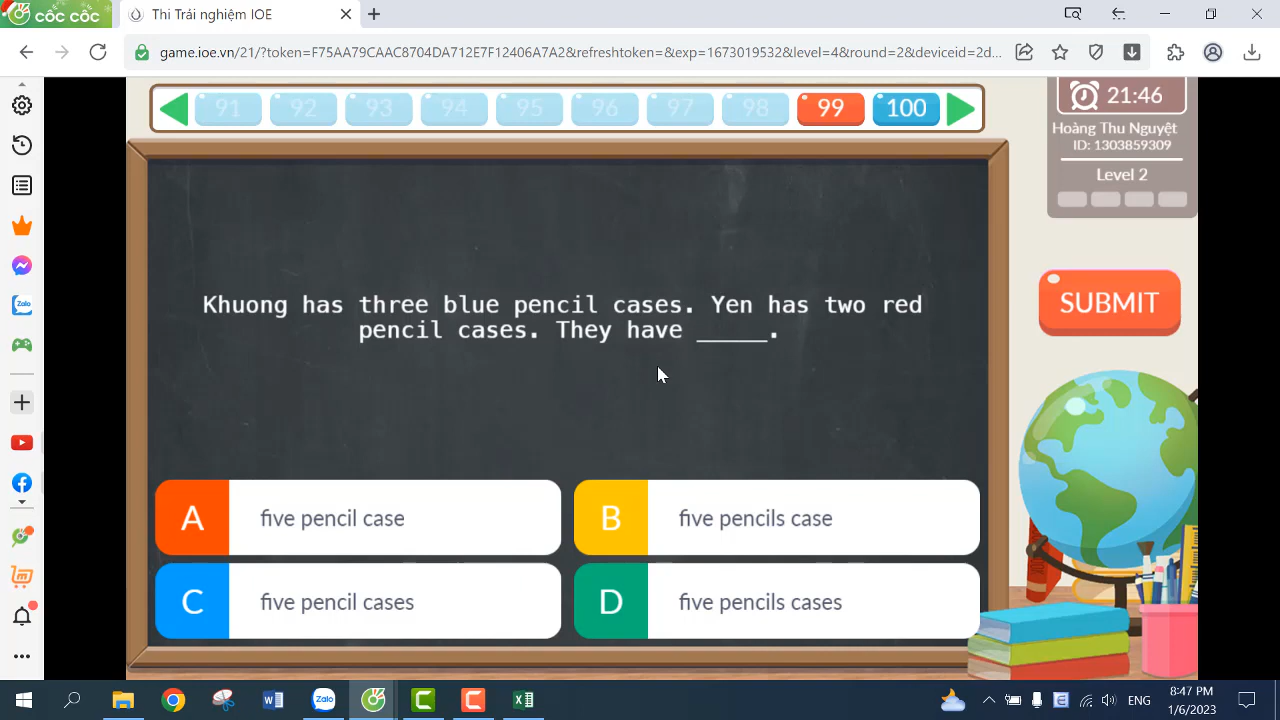 cốc cốc
Thi Trải nghiệm IOE
game.ioe.vn/21/?token=F75AA79CAAC8704DA712E7F12406A7A2&refreshtoken=&exp=1673019532&level=4&round=2&deviceid=2d...
91 92 93 94 95 96 97 98 99 100
21:46
Hoàng Thu Nguyệt
ID: 1303859309
Level 2
Khuong has three blue pencil cases. Yen has two red
pencil cases. They have _____.
SUBMIT
A five pencil case
B five pencils case
C five pencil cases
D five pencils cases
Zalo
Zalo
ENG
8:47 PM
1/6/2023